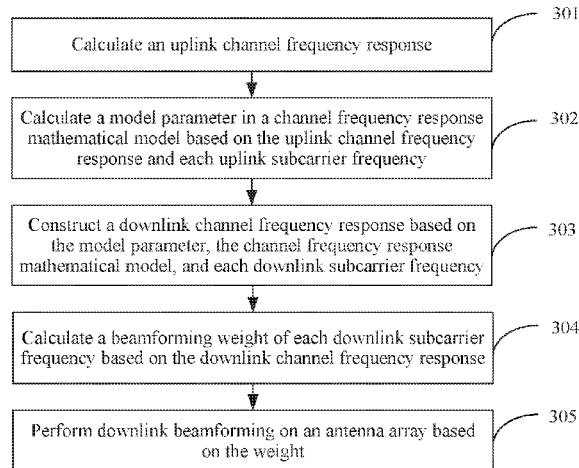 301
Calculate an uplink channel frequency response
Calculate a model parameter in a channel frequency response
mathematical model based on the uplink channel frequency
response and each uplink subcarrier frequency
302
Construct a downlink channel frequency response based on
the model parameter, the channel frequency response
mathematical model, and each downlink subcarrier frequency
303
Calculate a beamforming weight of each downlink subcarrier
frequency based on the downlink channel frequency response
304
Perform downlink beamforming on an antenna array based
on the weight
305